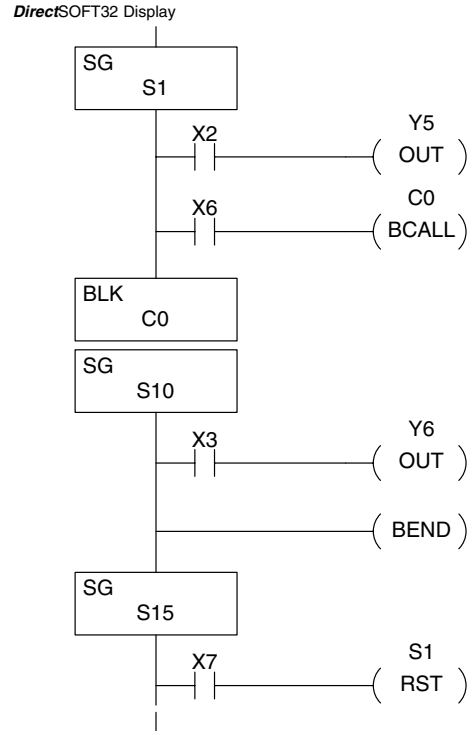 DirectSOFT32 Display
SG
S1
X2
Y5
OUT
X6
C0
BCALL
BLK
C0
SG
S10
X3
Y6
OUT
BEND
SG
S15
X7
S1
RST